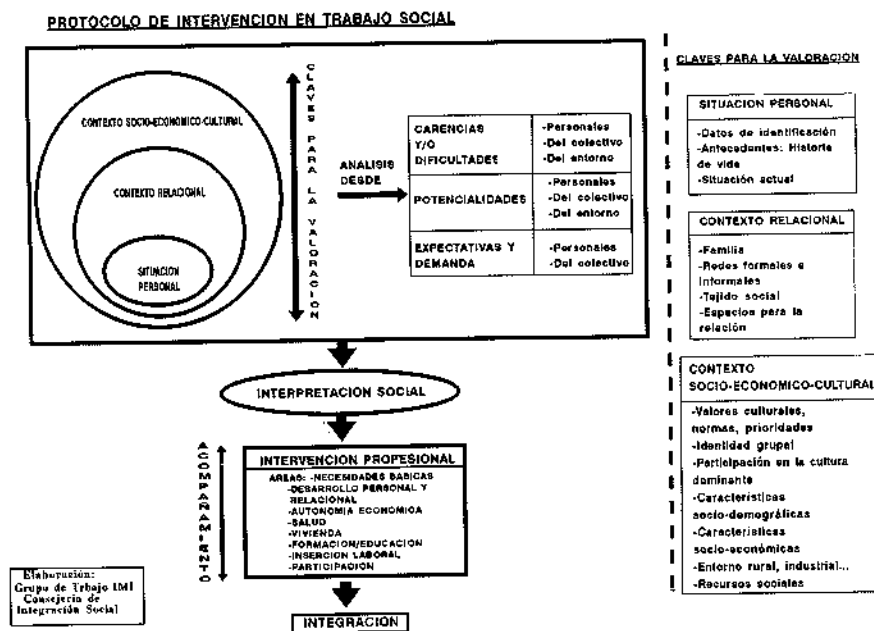 PROTOCOLO DE INTERVENCION EN TRABAJO SOCIAL
CONTEXTO SOCIO-ECONOMICO-CULTURAL
CONTEXTO RELACIONAL
SITUACION
PERSONAL
CLAVES PARA LA VALORACION
ANALISIS
DESDE
CARENCIAS
Y/O
DIFICULTADES
-Personales
-Del colectivo
-Del entorno
POTENCIALIDADES
-Personales
-Del colectivo
-Del entorno
EXPECTATIVAS Y
DEMANDA
-Personales
-Del colectivo
INTERPRETACION SOCIAL
ACOMPAÑAMIENTO
INTERVENCION PROFESIONAL
AREAS: -NECESIDADES BASICAS
-DESARROLLO PERSONAL Y
RELACIONAL
-AUTONOMIA ECONOMICA
-SALUD
-VIVIENDA
-FORMACION/EDUCACION
-INSERCION LABORAL
-PARTICIPACION
INTEGRACION
Elaboración:
Grupo de Trbajo IMI
Consejería de
Integración Social
CLAVES PARA LA VALORACION
SITUACION PERSONAL
-Datos de identificación
-Antecedentes: Historia
de vida
-Situación actual
CONTEXTO RELACIONAL
-Familia
-Redes formales e
informales
-Tejido social
-Espacios para la
relación
CONTEXTO
SOCIO-ECONOMICO-CULTURAL
-Valores culturales,
normas, prioridades
-Identidad grupal
-Participación en la cultura
dominante
-Características
socio-demográficas
-Características
socio-económicas
-Entorno rural, industrial...
-Recursos sociales